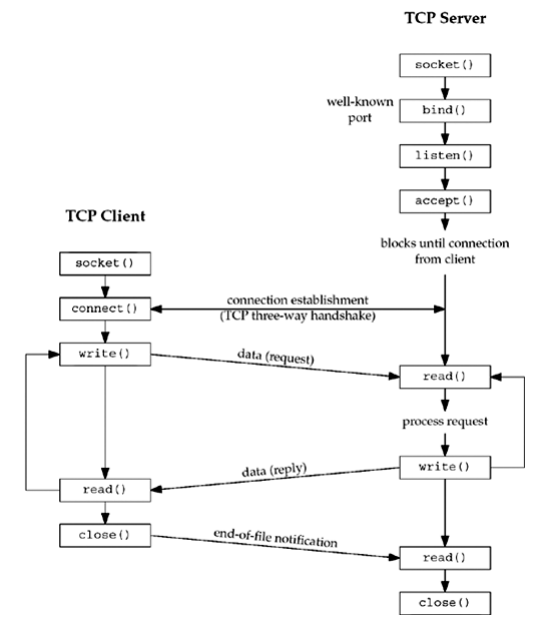 TCP Server
socket()
well-known
port
bind()
listen()
accept()
blocks until connection
from client
TCP Client
socket()
connect()
connection establishment
(TCP three-way handshake)
write()
data (request)
read()
process request
write()
data (reply)
read()
close()
end-of-file notification
read()
close()